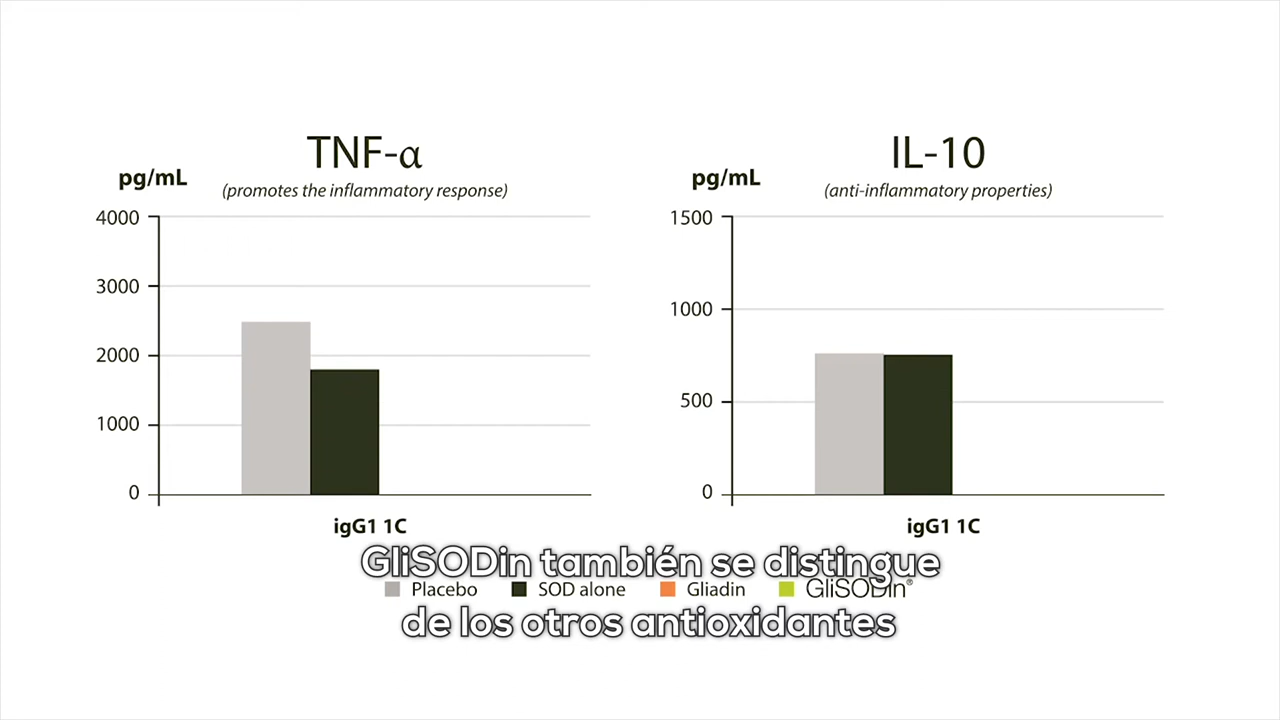 TNF-α
pg/mL
(promotes the inflammatory response)
4000
3000
2000
1000
0
igG1 1C
IL-10
pg/mL
(anti-inflammatory properties)
1500
1000
500
0
igG1 1C
GliSODin también se distingue
Placebo SOD alone Gliadin GliSODin®
de los otros antioxidantes